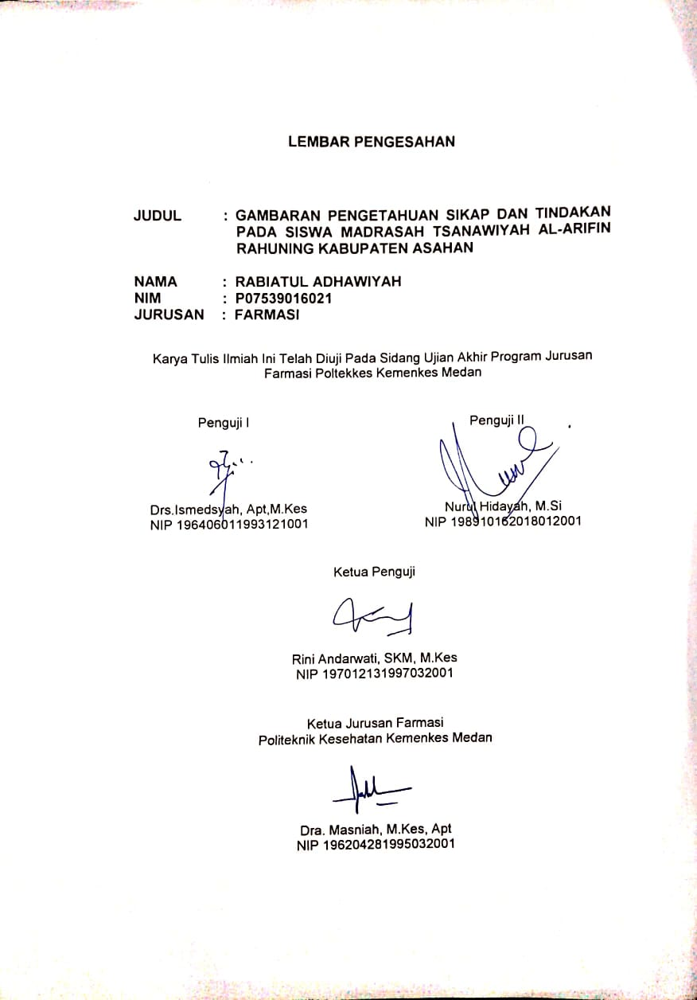 LEMBAR PENGESAHAN
JUDUL : GAMBARAN PENGETAHUAN SIKAP DAN TINDAKAN
PADA SISWA MADRASAH TSANAWIYAH AL-ARIFIN
RAHUNING KABUPATEN ASAHAN
NAMA : RABIATUL ADHAWIYAH
NIM : P07539016021
JURUSAN : FARMASI
Karya Tulis Ilmiah Ini Telah Diuji Pada Sidang Ujian Akhir Program Jurusan
Farmasi Poltekkes Kemenkes Medan
Penguji I
Drs.Ismedsyah, Apt,M.Kes
NIP 196406011993121001
Penguji II
Nurul Hidayah, M.Si
NIP 198910162018012001
Ketua Penguji
Rini Andarwati, SKM, M.Kes
NIP 197012131997032001
Ketua Jurusan Farmasi
Politeknik Kesehatan Kemenkes Medan
Dra. Masniah, M.Kes, Apt
NIP 196204281995032001